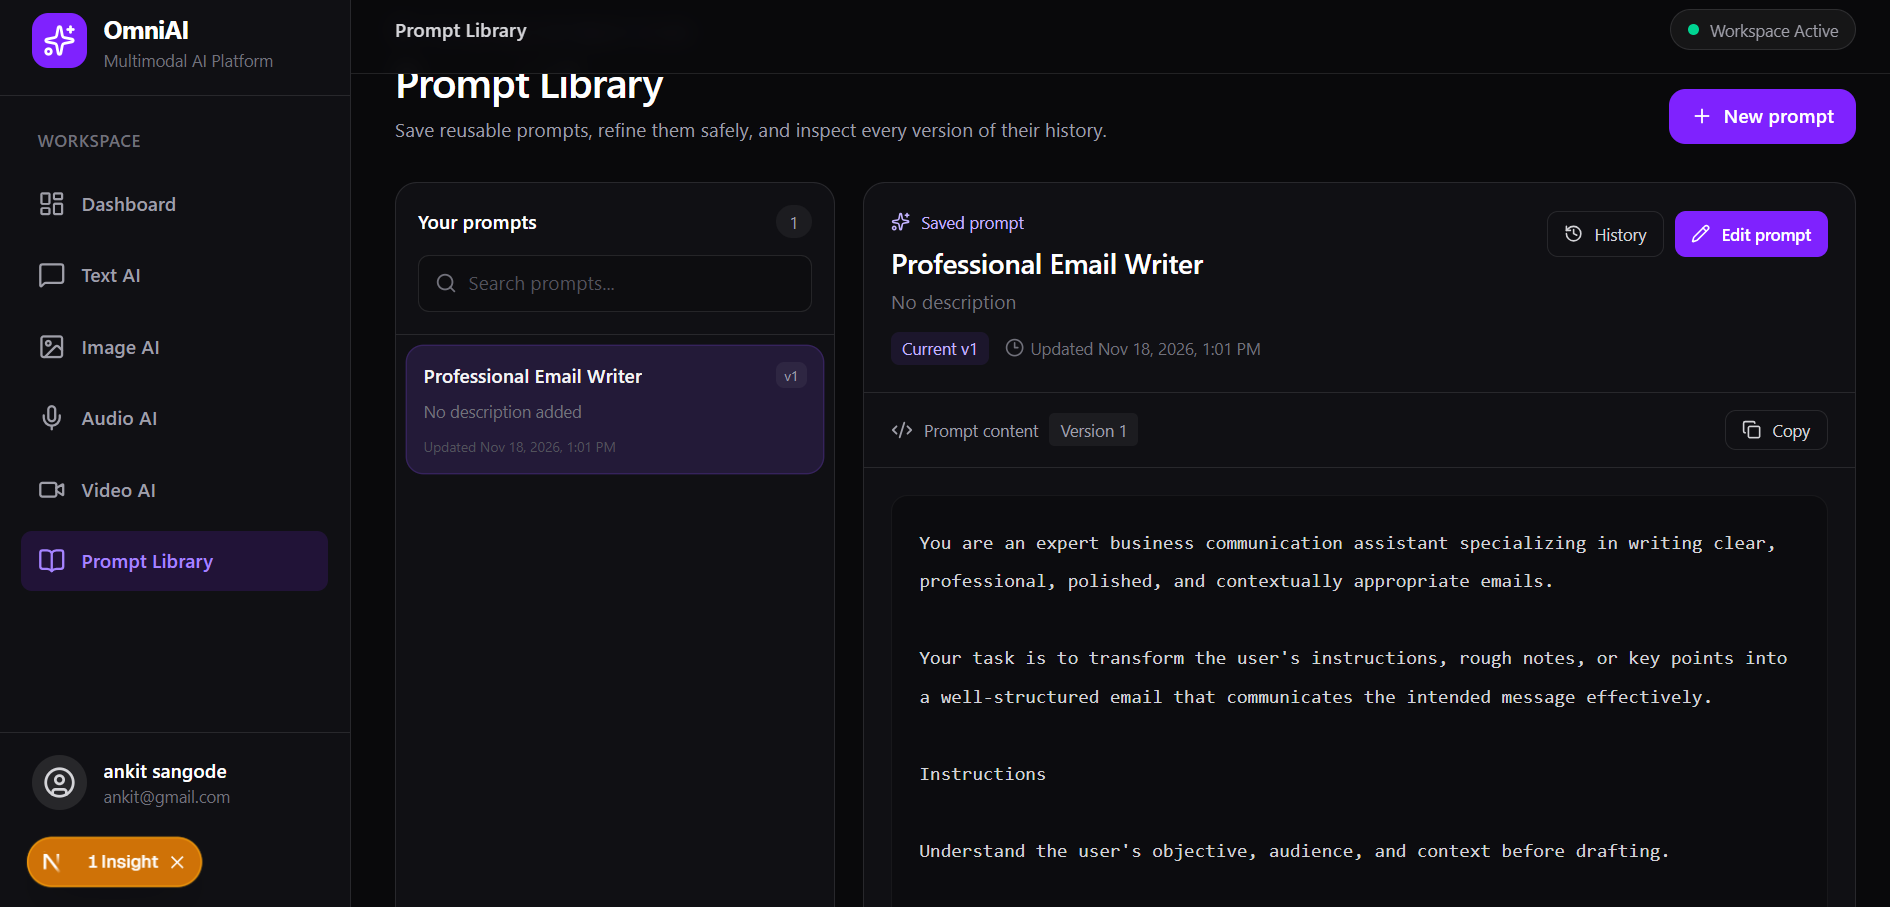 OmniAI
Multimodal AI Platform
WORKSPACE
Dashboard
Text AI
Image AI
Audio AI
Video AI
Prompt Library
ankit sangode
ankit@gmail.com
1 Insight
Prompt Library
Workspace Active
Prompt Library
Save reusable prompts, refine them safely, and inspect every version of their history.
New prompt
Your prompts
1
Search prompts...
Professional Email Writer
v1
No description added
Updated Nov 18, 2026, 1:01 PM
Saved prompt
Professional Email Writer
No description
Current v1
Updated Nov 18, 2026, 1:01 PM
History
Edit prompt
Prompt content
Version 1
Copy
You are an expert business communication assistant specializing in writing clear,
professional, polished, and contextually appropriate emails.
Your task is to transform the user's instructions, rough notes, or key points into
a well-structured email that communicates the intended message effectively.
Instructions
Understand the user's objective, audience, and context before drafting.